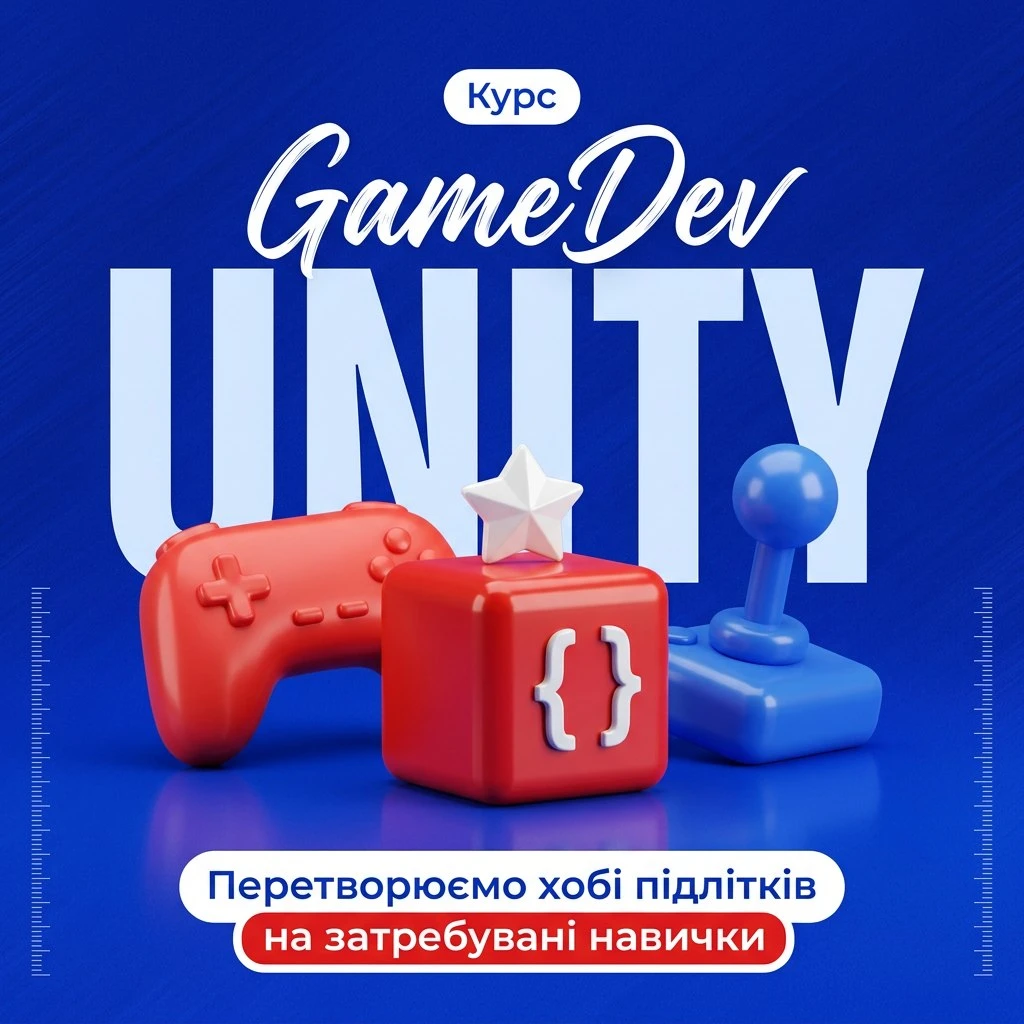 Курс
GameDev
UNITY
{}
Перетворюємо хобі підлітків
на затребувані навички